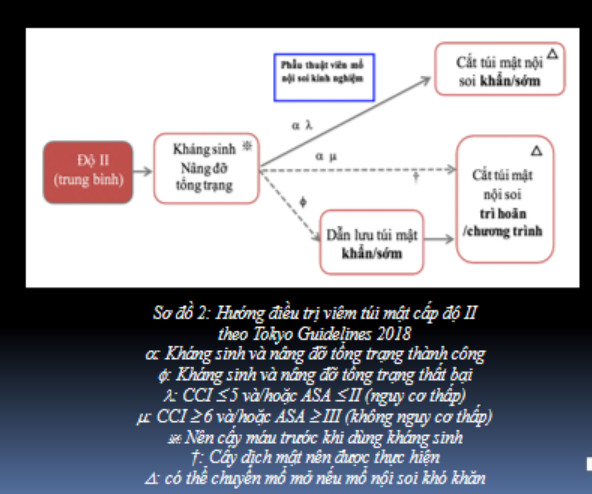 Phẫu thuật viên mổ
nội soi kinh nghiệm
Cắt túi mật nội △
soi khẩn/sớm
α λ
Độ II
(trung bình)
Kháng sinh ※
Nâng đỡ
tổng trạng
α μ
†
ϕ
△
Cắt túi mật
nội soi
trì hoãn
/chương trình
Dẫn lưu túi mật
khẩn/sớm
Sơ đồ 2: Hướng điều trị viêm túi mật cấp độ II
theo Tokyo Guidelines 2018
α: Kháng sinh và nâng đỡ tổng trạng thành công
ϕ: Kháng sinh và nâng đỡ tổng trạng thất bại
λ: CCI ≤5 và/hoặc ASA ≤II (nguy cơ thấp)
μ: CCI ≥6 và/hoặc ASA ≥III (không nguy cơ thấp)
※: Nên cấy máu trước khi dùng kháng sinh
†: Cấy dịch mật nên được thực hiện
Δ: có thể chuyển mổ mở nếu mổ nội soi khó khăn